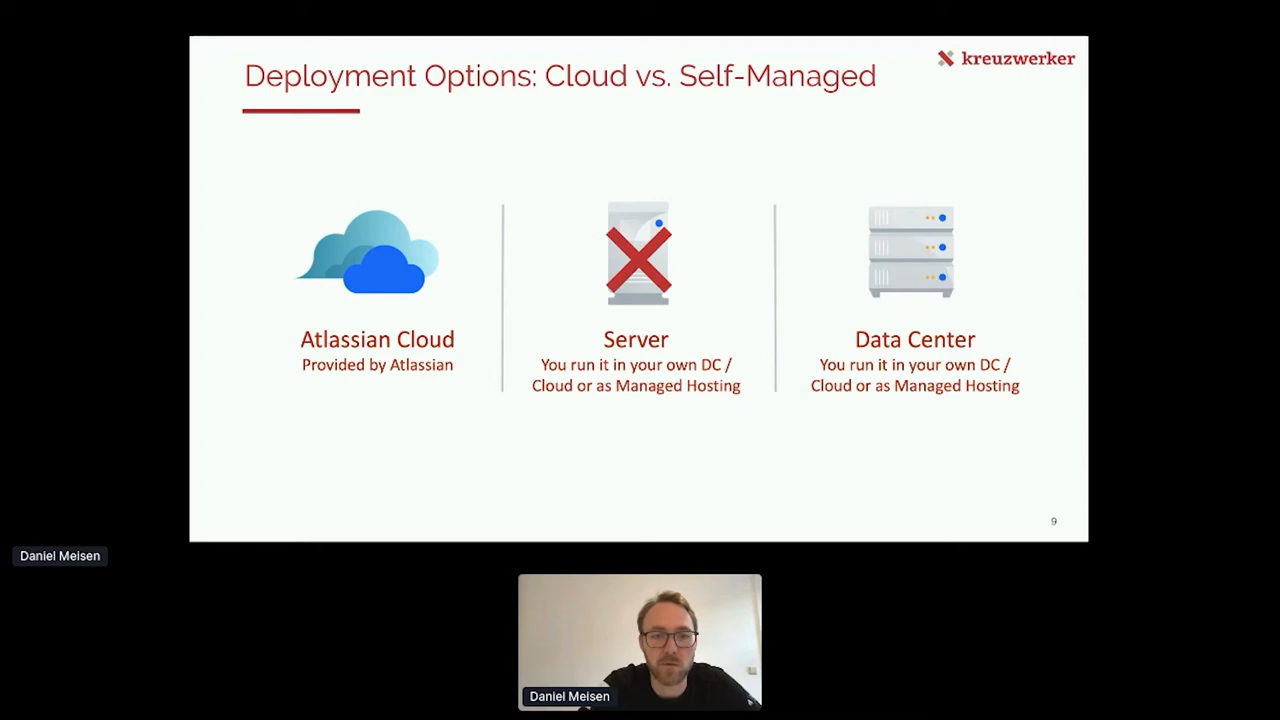 Deployment Options: Cloud vs. Self-Managed
kreuzwerker
Atlassian Cloud
Provided by Atlassian
Server
You run it in your own DC /
Cloud or as Managed Hosting
Data Center
You run it in your own DC /
Cloud or as Managed Hosting
9
Daniel Meisen
Daniel Meisen